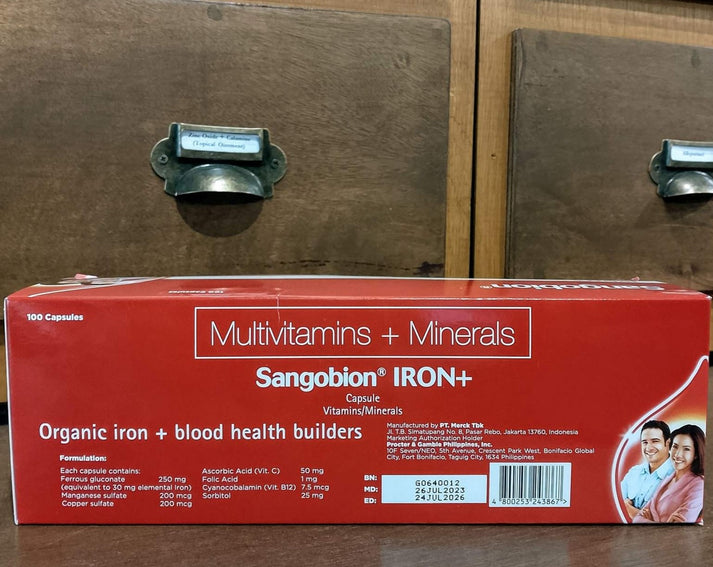 Zinc Oxide + Calamine
(Topical Ointment)
Sangobion®
100 Capsules
100 Capsules
Multivitamins + Minerals
Sangobion® IRON+
Capsule
Vitamins/Minerals
Organic iron + blood health builders
Formulation:
Each capsule contains:
Ferrous gluconate 250 mg
(equivalent to 30 mg elemental Iron)
Manganese sulfate 200 mcg
Copper sulfate 200 mcg
Ascorbic Acid (Vit. C) 50 mg
Folic Acid 1 mg
Cyanocobalamin (Vit. B12) 7.5 mcg
Sorbitol 25 mg
Manufactured by PT. Merck Tbk
Jl. T.B. Simatupang No. 8, Pasar Rebo, Jakarta 13760, Indonesia
Marketing Authorization Holder
Procter & Gamble Philippines, Inc.
10F Seven/NEO, 5th Avenue, Crescent Park West, Bonifacio Global
City, Fort Bonifacio, Taguig City, 1634 Philippines
BN: G0640012
MD: 26JUL2023
ED: 24JUL2026
4 800253 243867 >